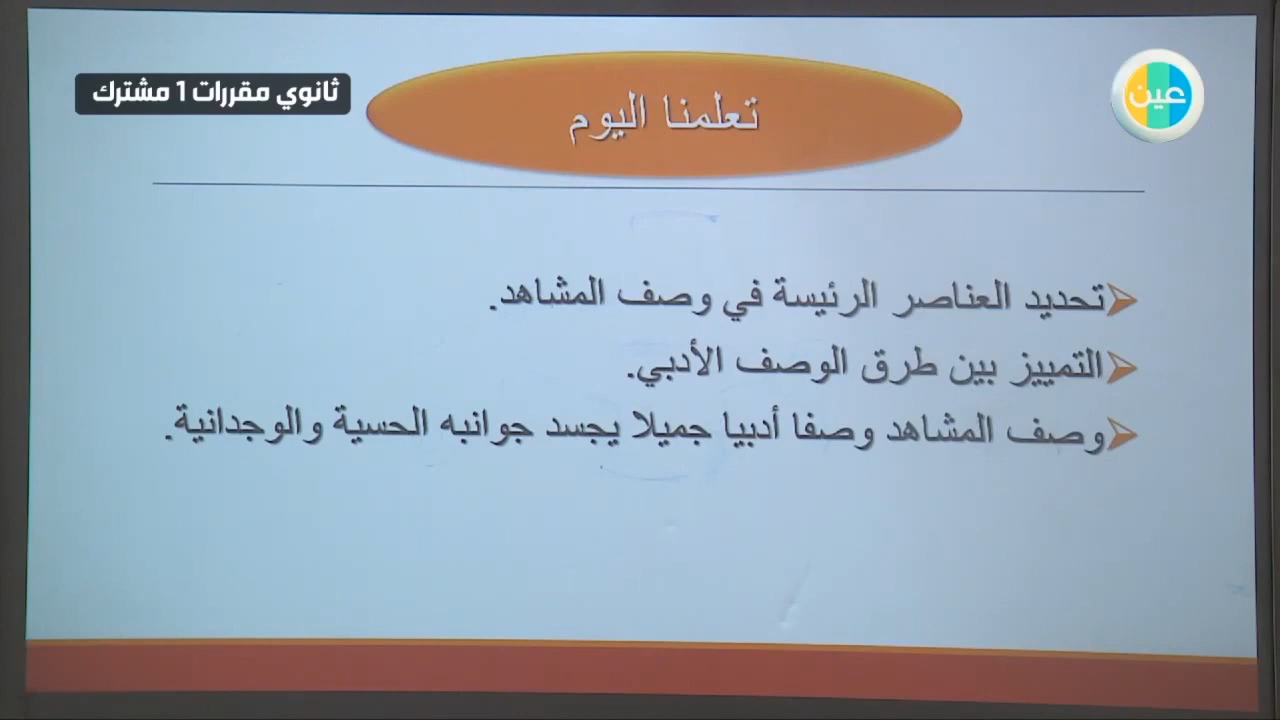 عين
ثانوي مقررات 1 مشترك
تعلمنا اليوم
تحديد العناصر الرئيسة في وصف المشاهد.
التمييز بين طرق الوصف الأدبي.
وصف المشاهد وصفا أدبيا جميلا يجسد جوانبه الحسية والوجدانية.